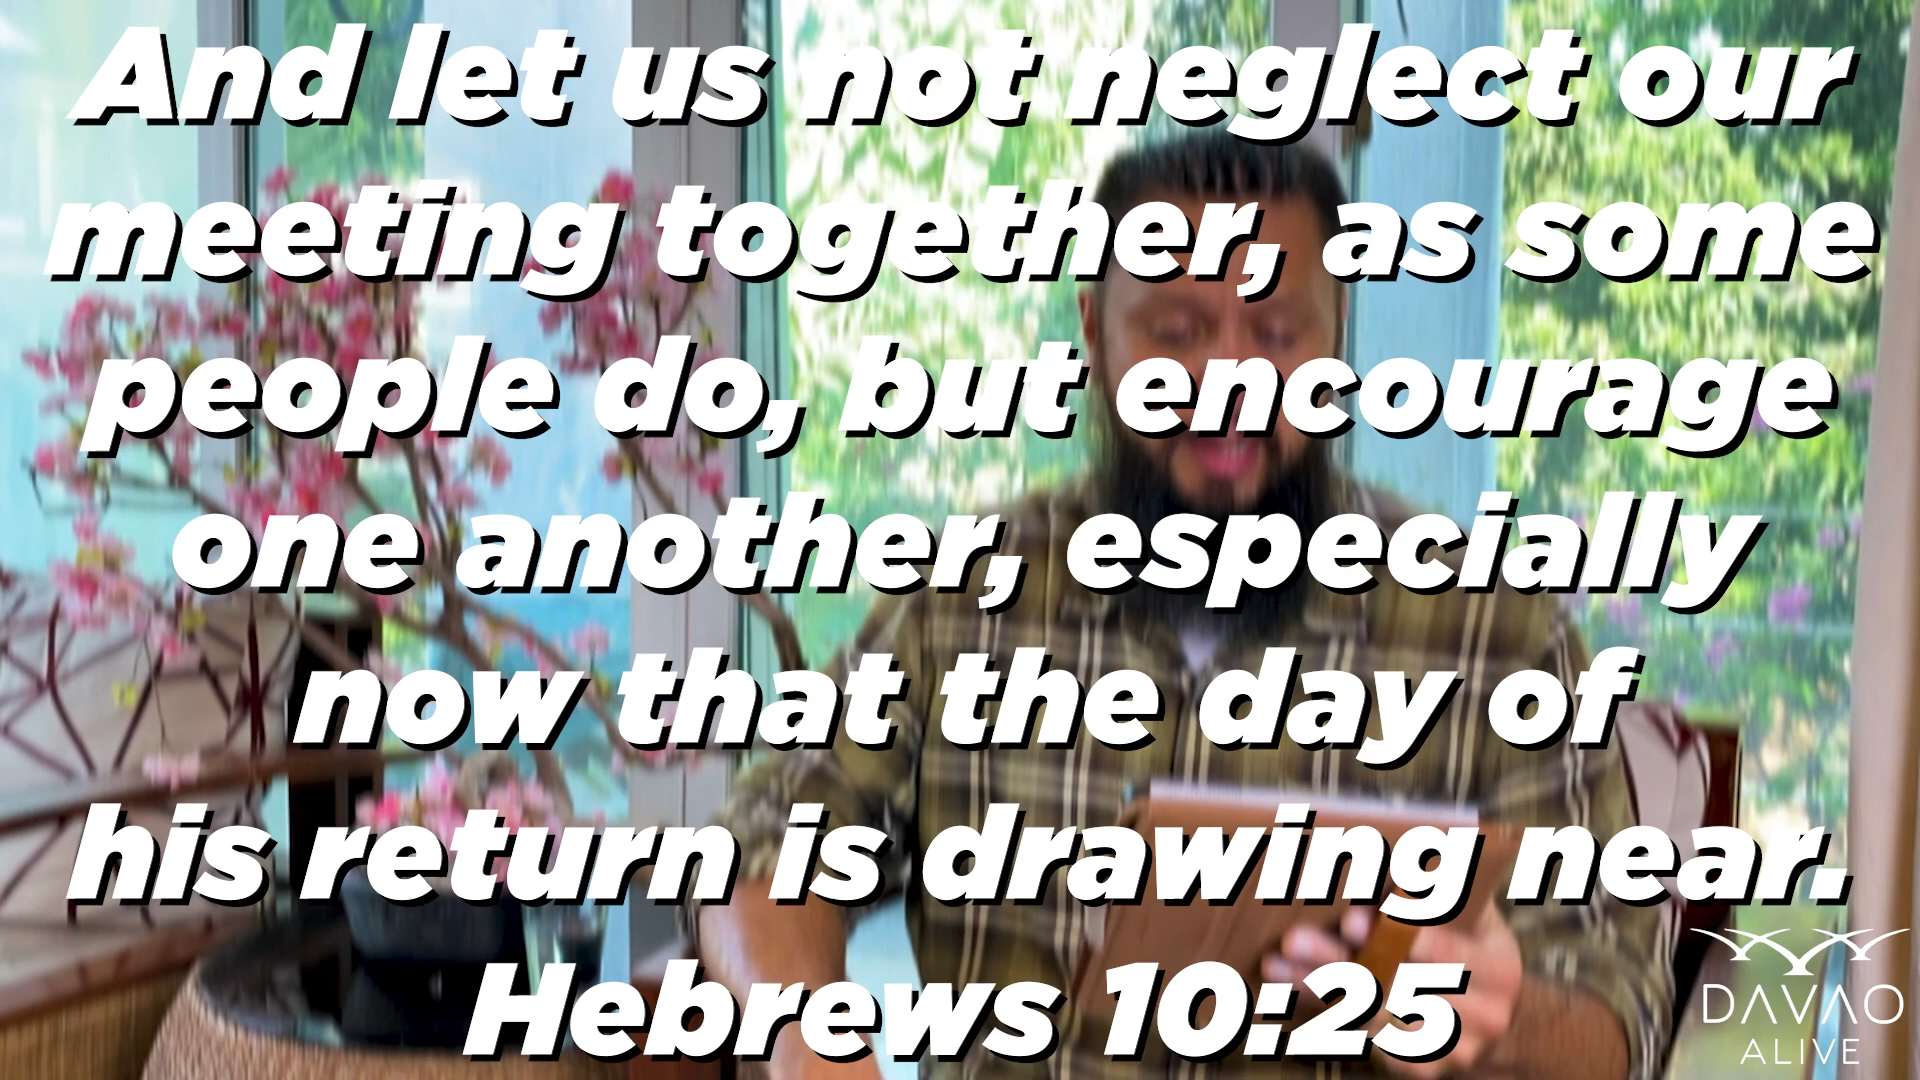 And let us not neglect our
meeting together, as some
people do, but encourage
one another, especially
now that the day of
his return is drawing near.
Hebrews 10:25
DAVAO
ALIVE